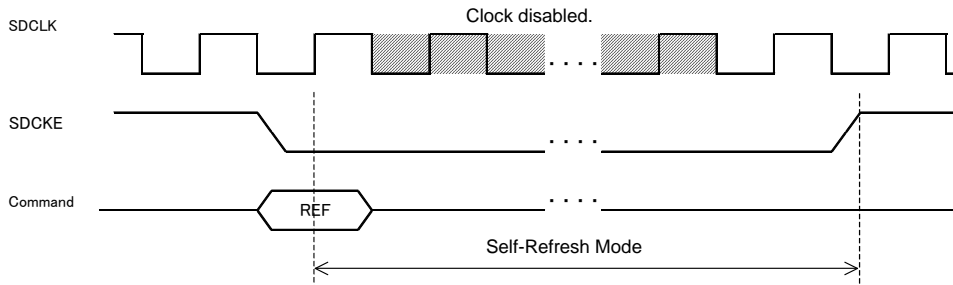 Clock disabled.
SDCLK
. . . .
SDCKE
. . . .
Command
REF
. . . .
Self-Refresh Mode